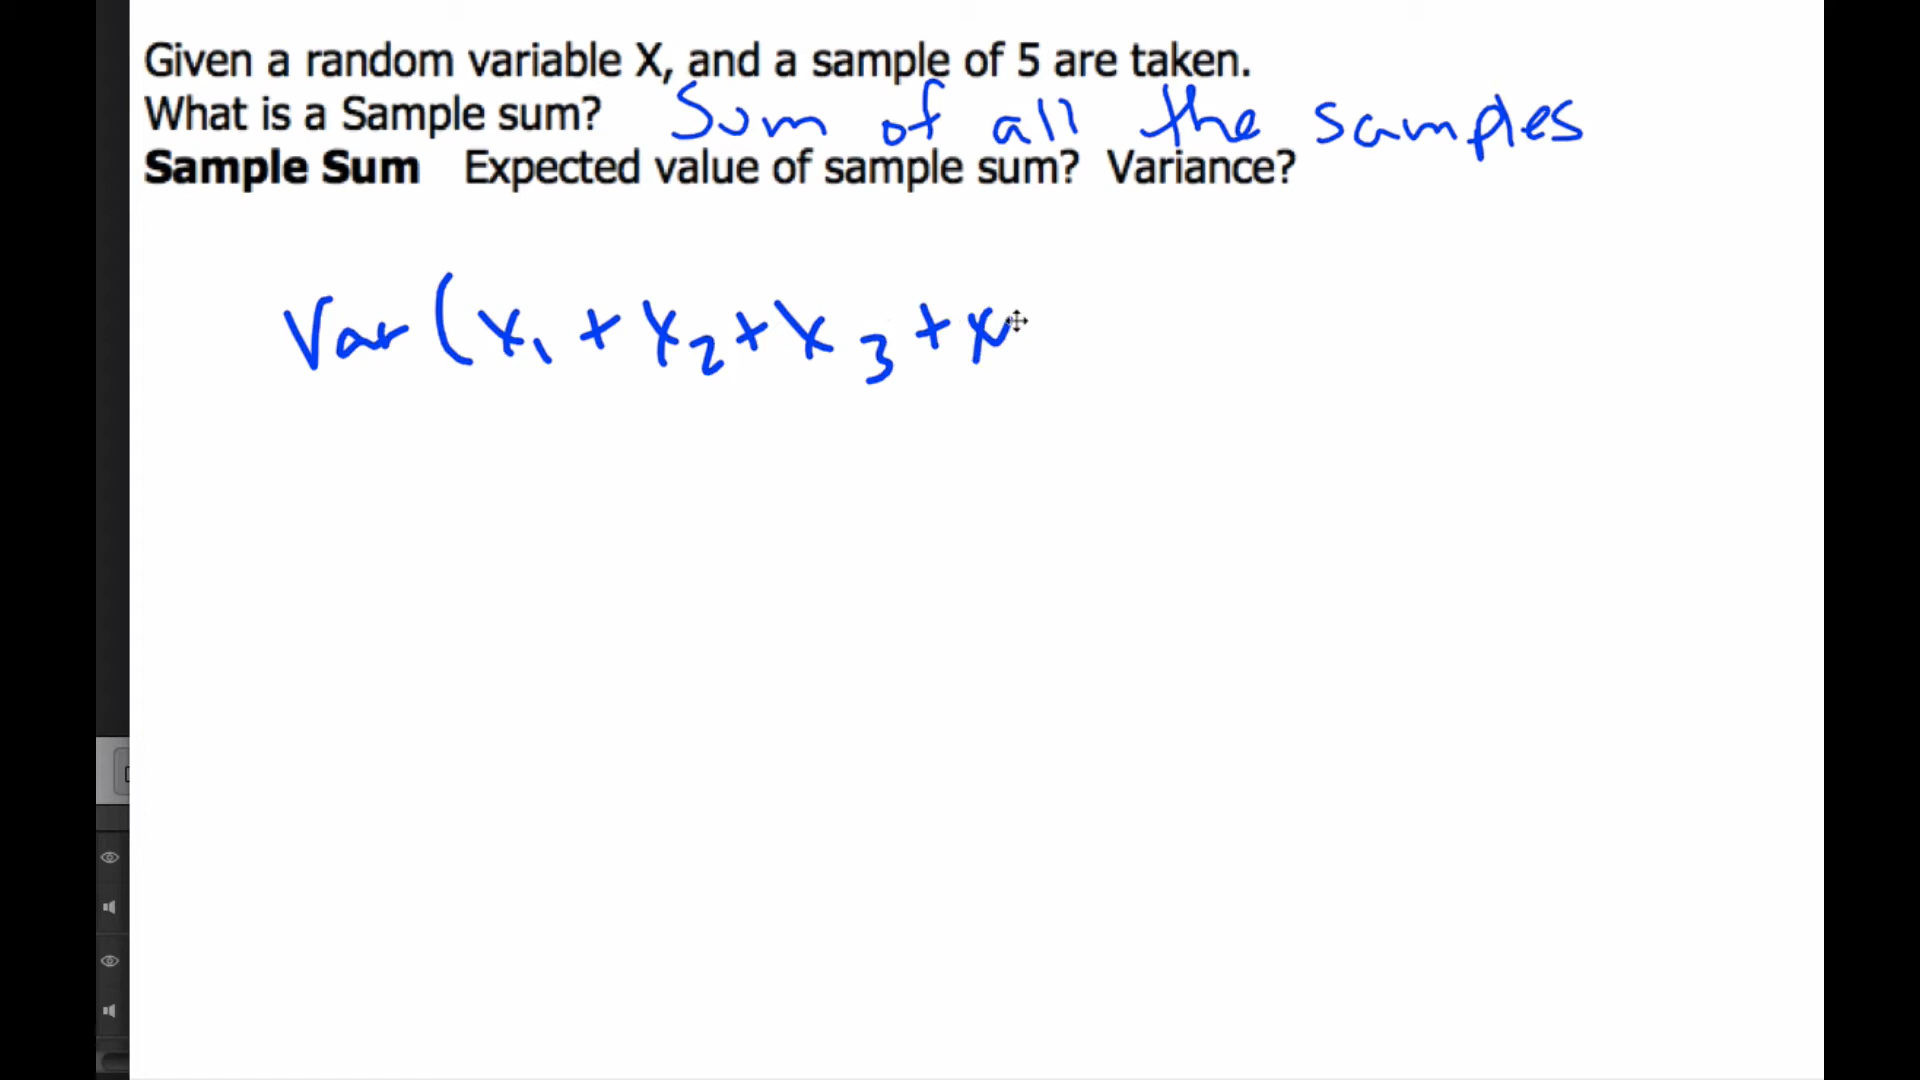 Given a random variable X, and a sample of 5 are taken.
What is a Sample sum? Sum of all the samples
Sample Sum Expected value of sample sum? Variance?
Var (x₁ + x₂ + x₃ + x